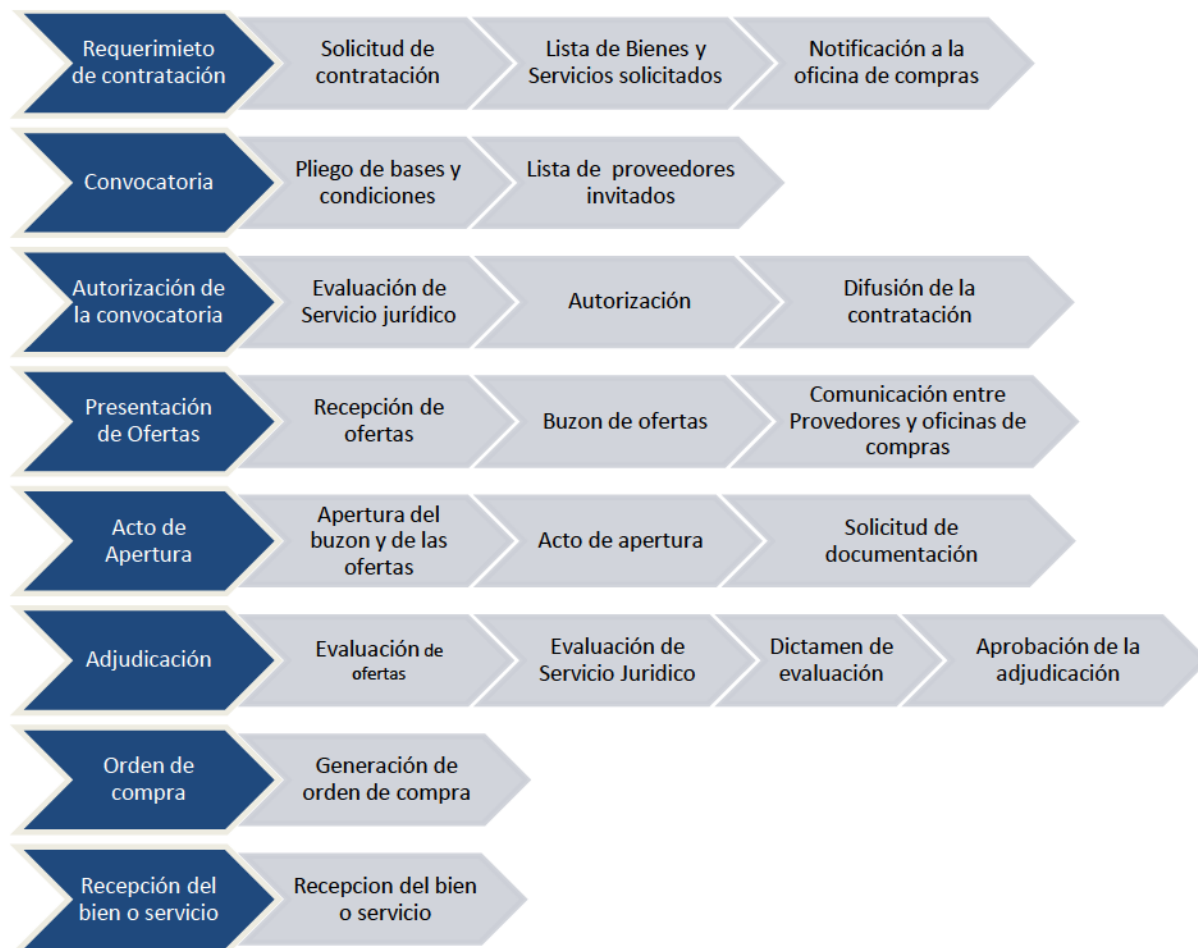 Requerimieto
de contratación
Solicitud de
contratación
Lista de Bienes y
Servicios solicitados
Notificación a la
oficina de compras
Convocatoria
Pliego de bases y
condiciones
Lista de  proveedores
invitados
Autorización de
la convocatoria
Evaluación de
Servicio jurídico
Autorización
Difusión de la
contratación
Presentación
de Ofertas
Recepción de
ofertas
Buzon de ofertas
Comunicación entre
Provedores y oficinas de
compras
Acto de
Apertura
Apertura del
buzon y de las
ofertas
Acto de apertura
Solicitud de
documentación
Adjudicación
Evaluación de
ofertas
Evaluación de
Servicio Juridico
Dictamen de
evaluación
Aprobación de la
adjudicación
Orden de
compra
Generación de
orden de compra
Recepción del
bien o servicio
Recepcion del bien
o servicio